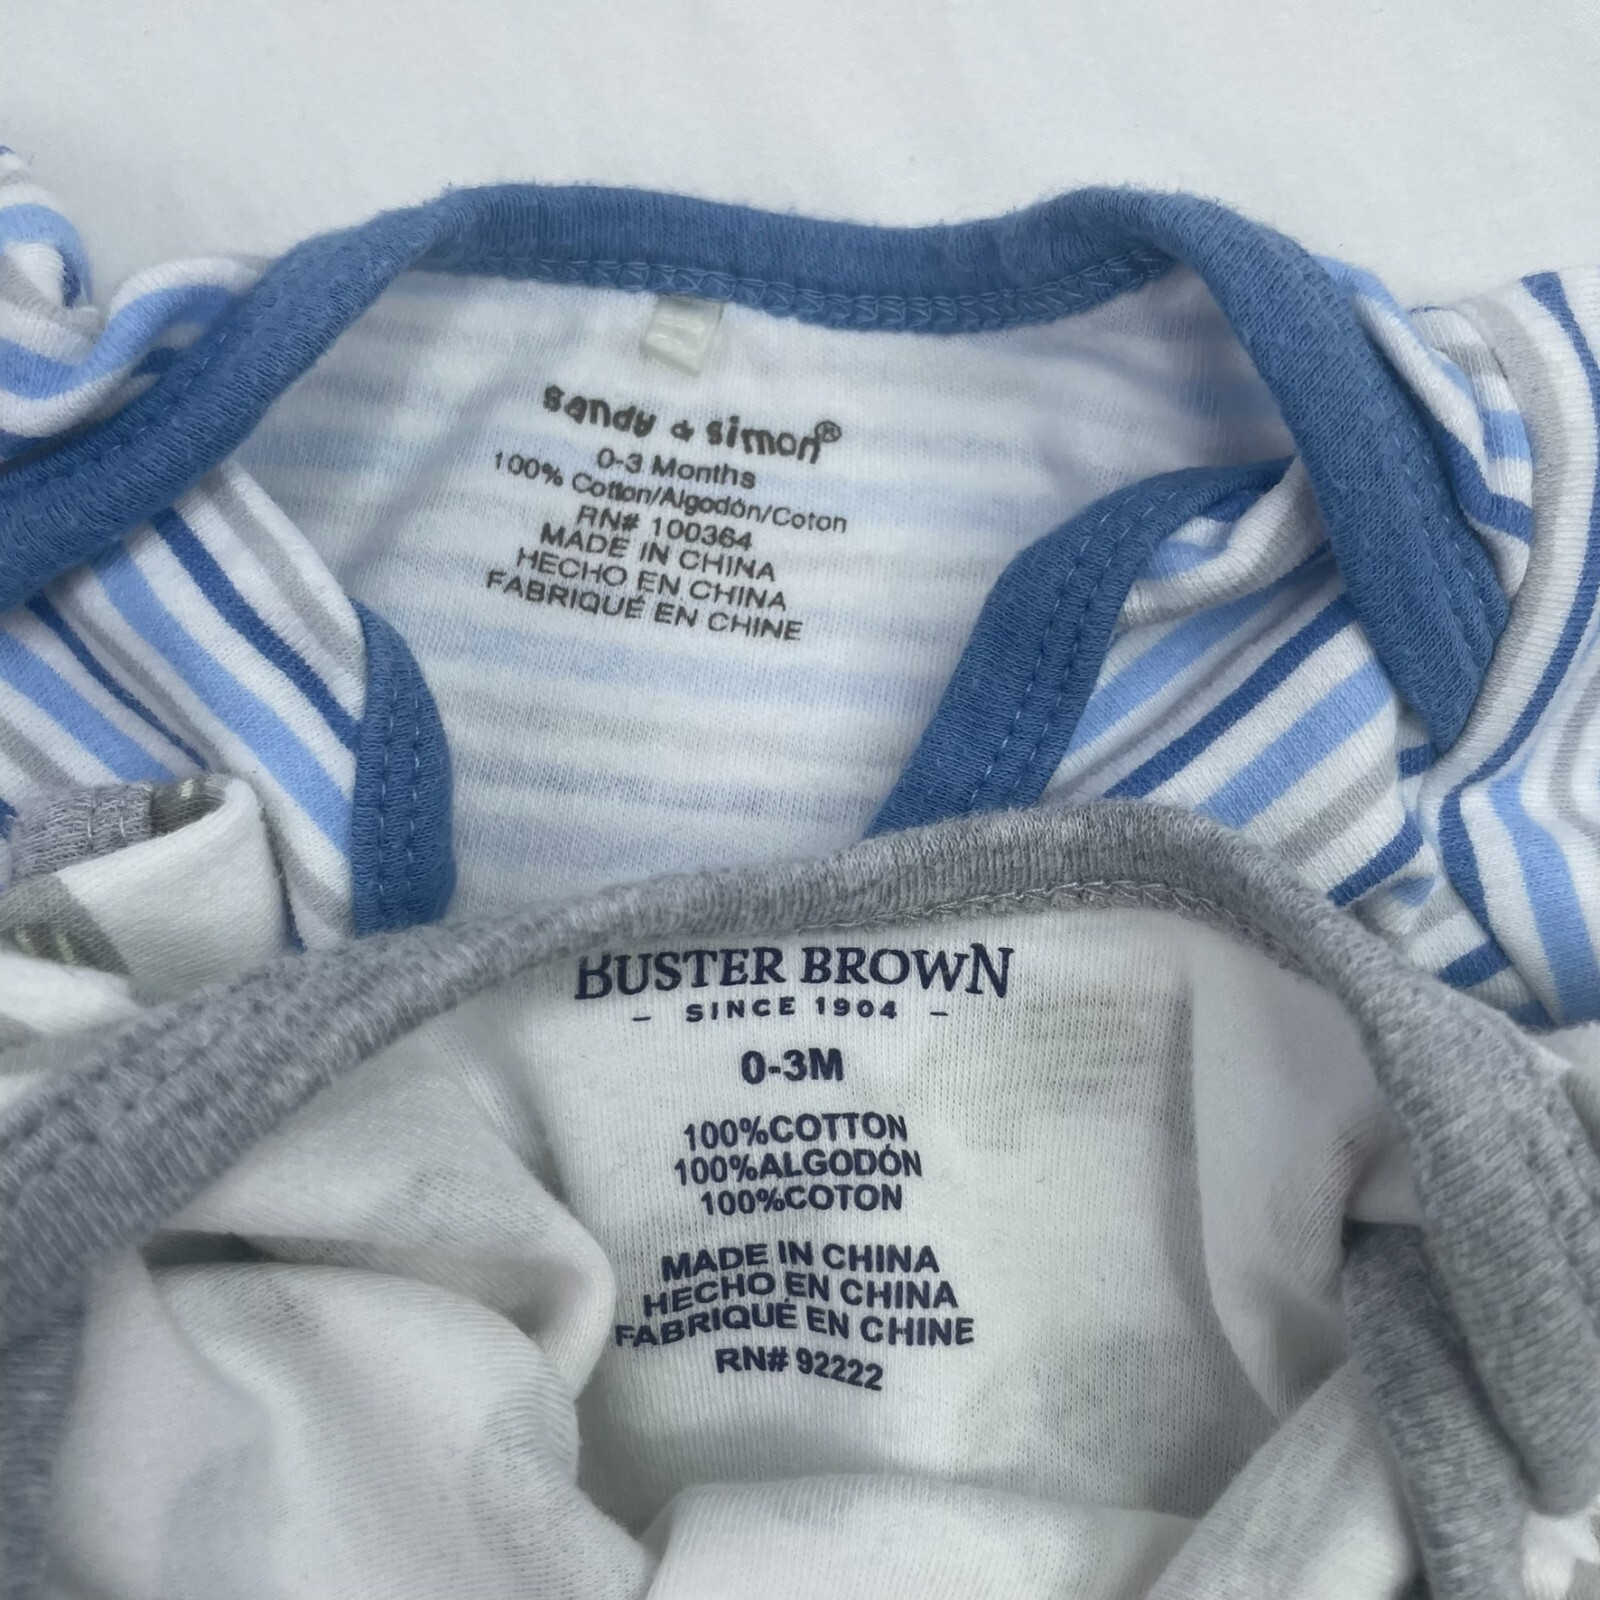 sandy & simon®
0-3 Months
100% Cotton/Algodón/Coton
RN# 100364
MADE IN CHINA
HECHO EN CHINA
FABRIQUÉ EN CHINE
BUSTER BROWN
– SINCE 1904 –
0-3M
100%COTTON
100%ALGODÓN
100%COTON
MADE IN CHINA
HECHO EN CHINA
FABRIQUÉ EN CHINE
RN# 92222